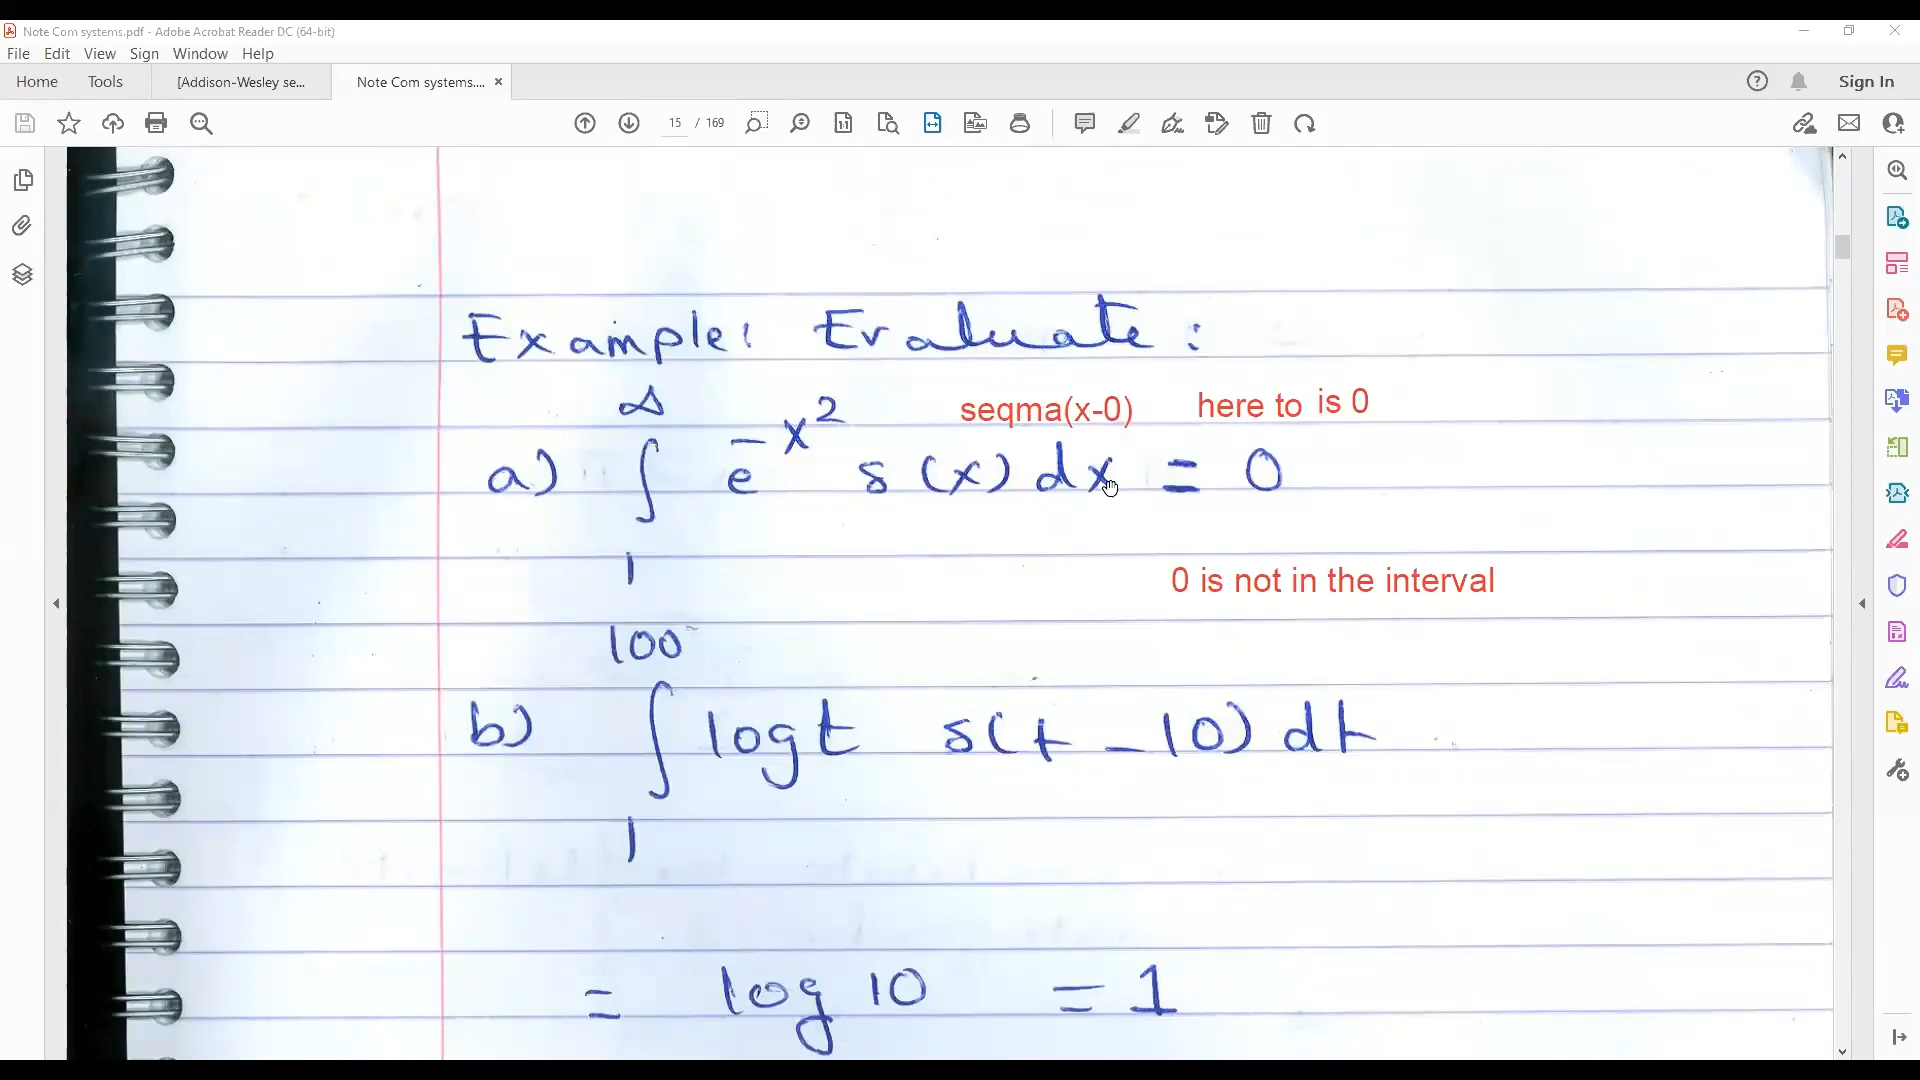 Note Com systems.pdf - Adobe Acrobat Reader DC (64-bit)
File Edit View Sign Window Help
Home Tools [Addison-Wesley se... Note Com systems.... × Sign In
15 / 169
Example: Evaluate:
seqma(x-0) here to is 0
a) ∫₁^∞ e^{-x²} δ(x) dx = 0
0 is not in the interval
b) ∫₁^100 log t δ(t - 10) dt
= log 10 = 1